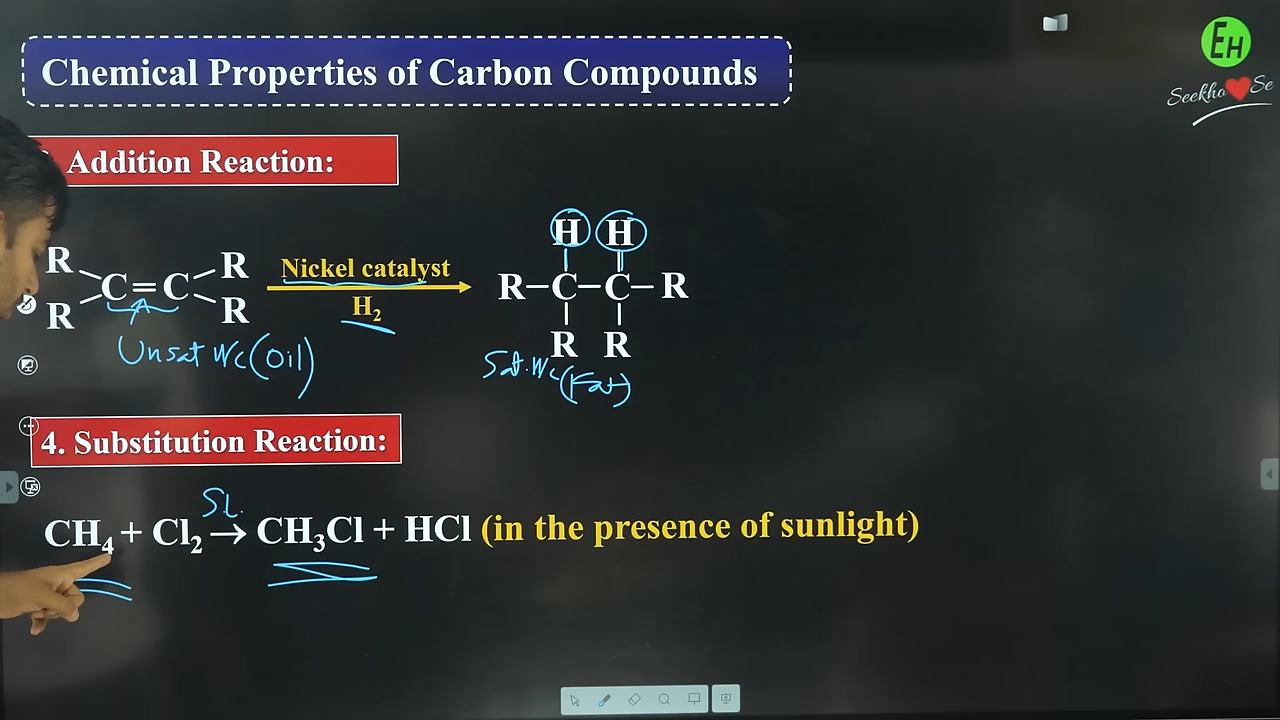 Chemical Properties of Carbon Compounds
EH
Seekho ❤ Se
. Addition Reaction:
H H
R R
C=C
R R
Nickel catalyst
H₂
R–C–C–R
R R
Unsat Hc (Oil)
Sat. Hc (Fat)
4. Substitution Reaction:
S.L.
CH₄ + Cl₂ → CH₃Cl + HCl (in the presence of sunlight)